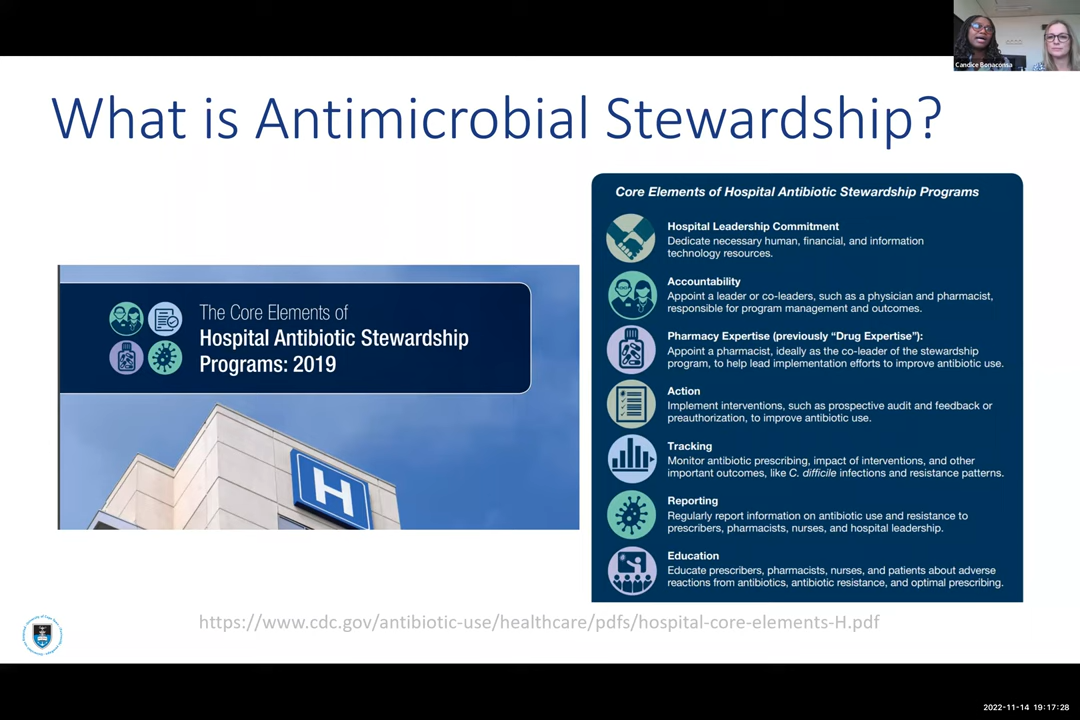 Candice Bonaconsa
What is Antimicrobial Stewardship?
The Core Elements of
Hospital Antibiotic Stewardship
Programs: 2019
H
Core Elements of Hospital Antibiotic Stewardship Programs
Hospital Leadership Commitment
Dedicate necessary human, financial, and information
technology resources.
Accountability
Appoint a leader or co-leaders, such as a physician and pharmacist,
responsible for program management and outcomes.
Pharmacy Expertise (previously “Drug Expertise”):
Appoint a pharmacist, ideally as the co-leader of the stewardship
program, to help lead implementation efforts to improve antibiotic use.
Action
Implement interventions, such as prospective audit and feedback or
preauthorization, to improve antibiotic use.
Tracking
Monitor antibiotic prescribing, impact of interventions, and other
important outcomes, like C. difficile infections and resistance patterns.
Reporting
Regularly report information on antibiotic use and resistance to
prescribers, pharmacists, nurses, and hospital leadership.
Education
Educate prescribers, pharmacists, nurses, and patients about adverse
reactions from antibiotics, antibiotic resistance, and optimal prescribing.
https://www.cdc.gov/antibiotic-use/healthcare/pdfs/hospital-core-elements-H.pdf
2022-11-14 19:17:28